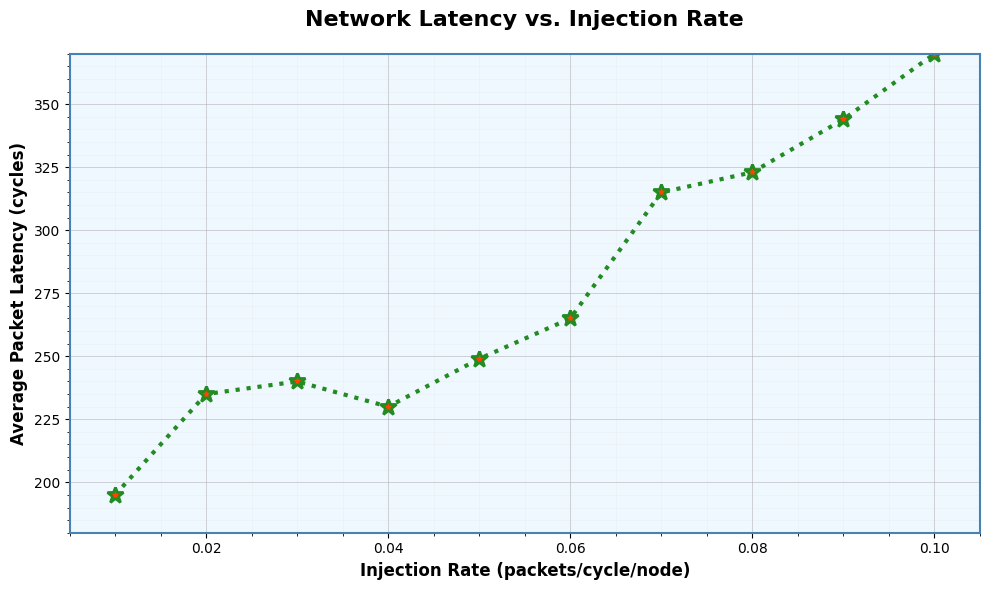 Network Latency vs. Injection Rate
Average Packet Latency (cycles)
350
325
300
275
250
225
200
0.02 0.04 0.06 0.08 0.10
Injection Rate (packets/cycle/node)